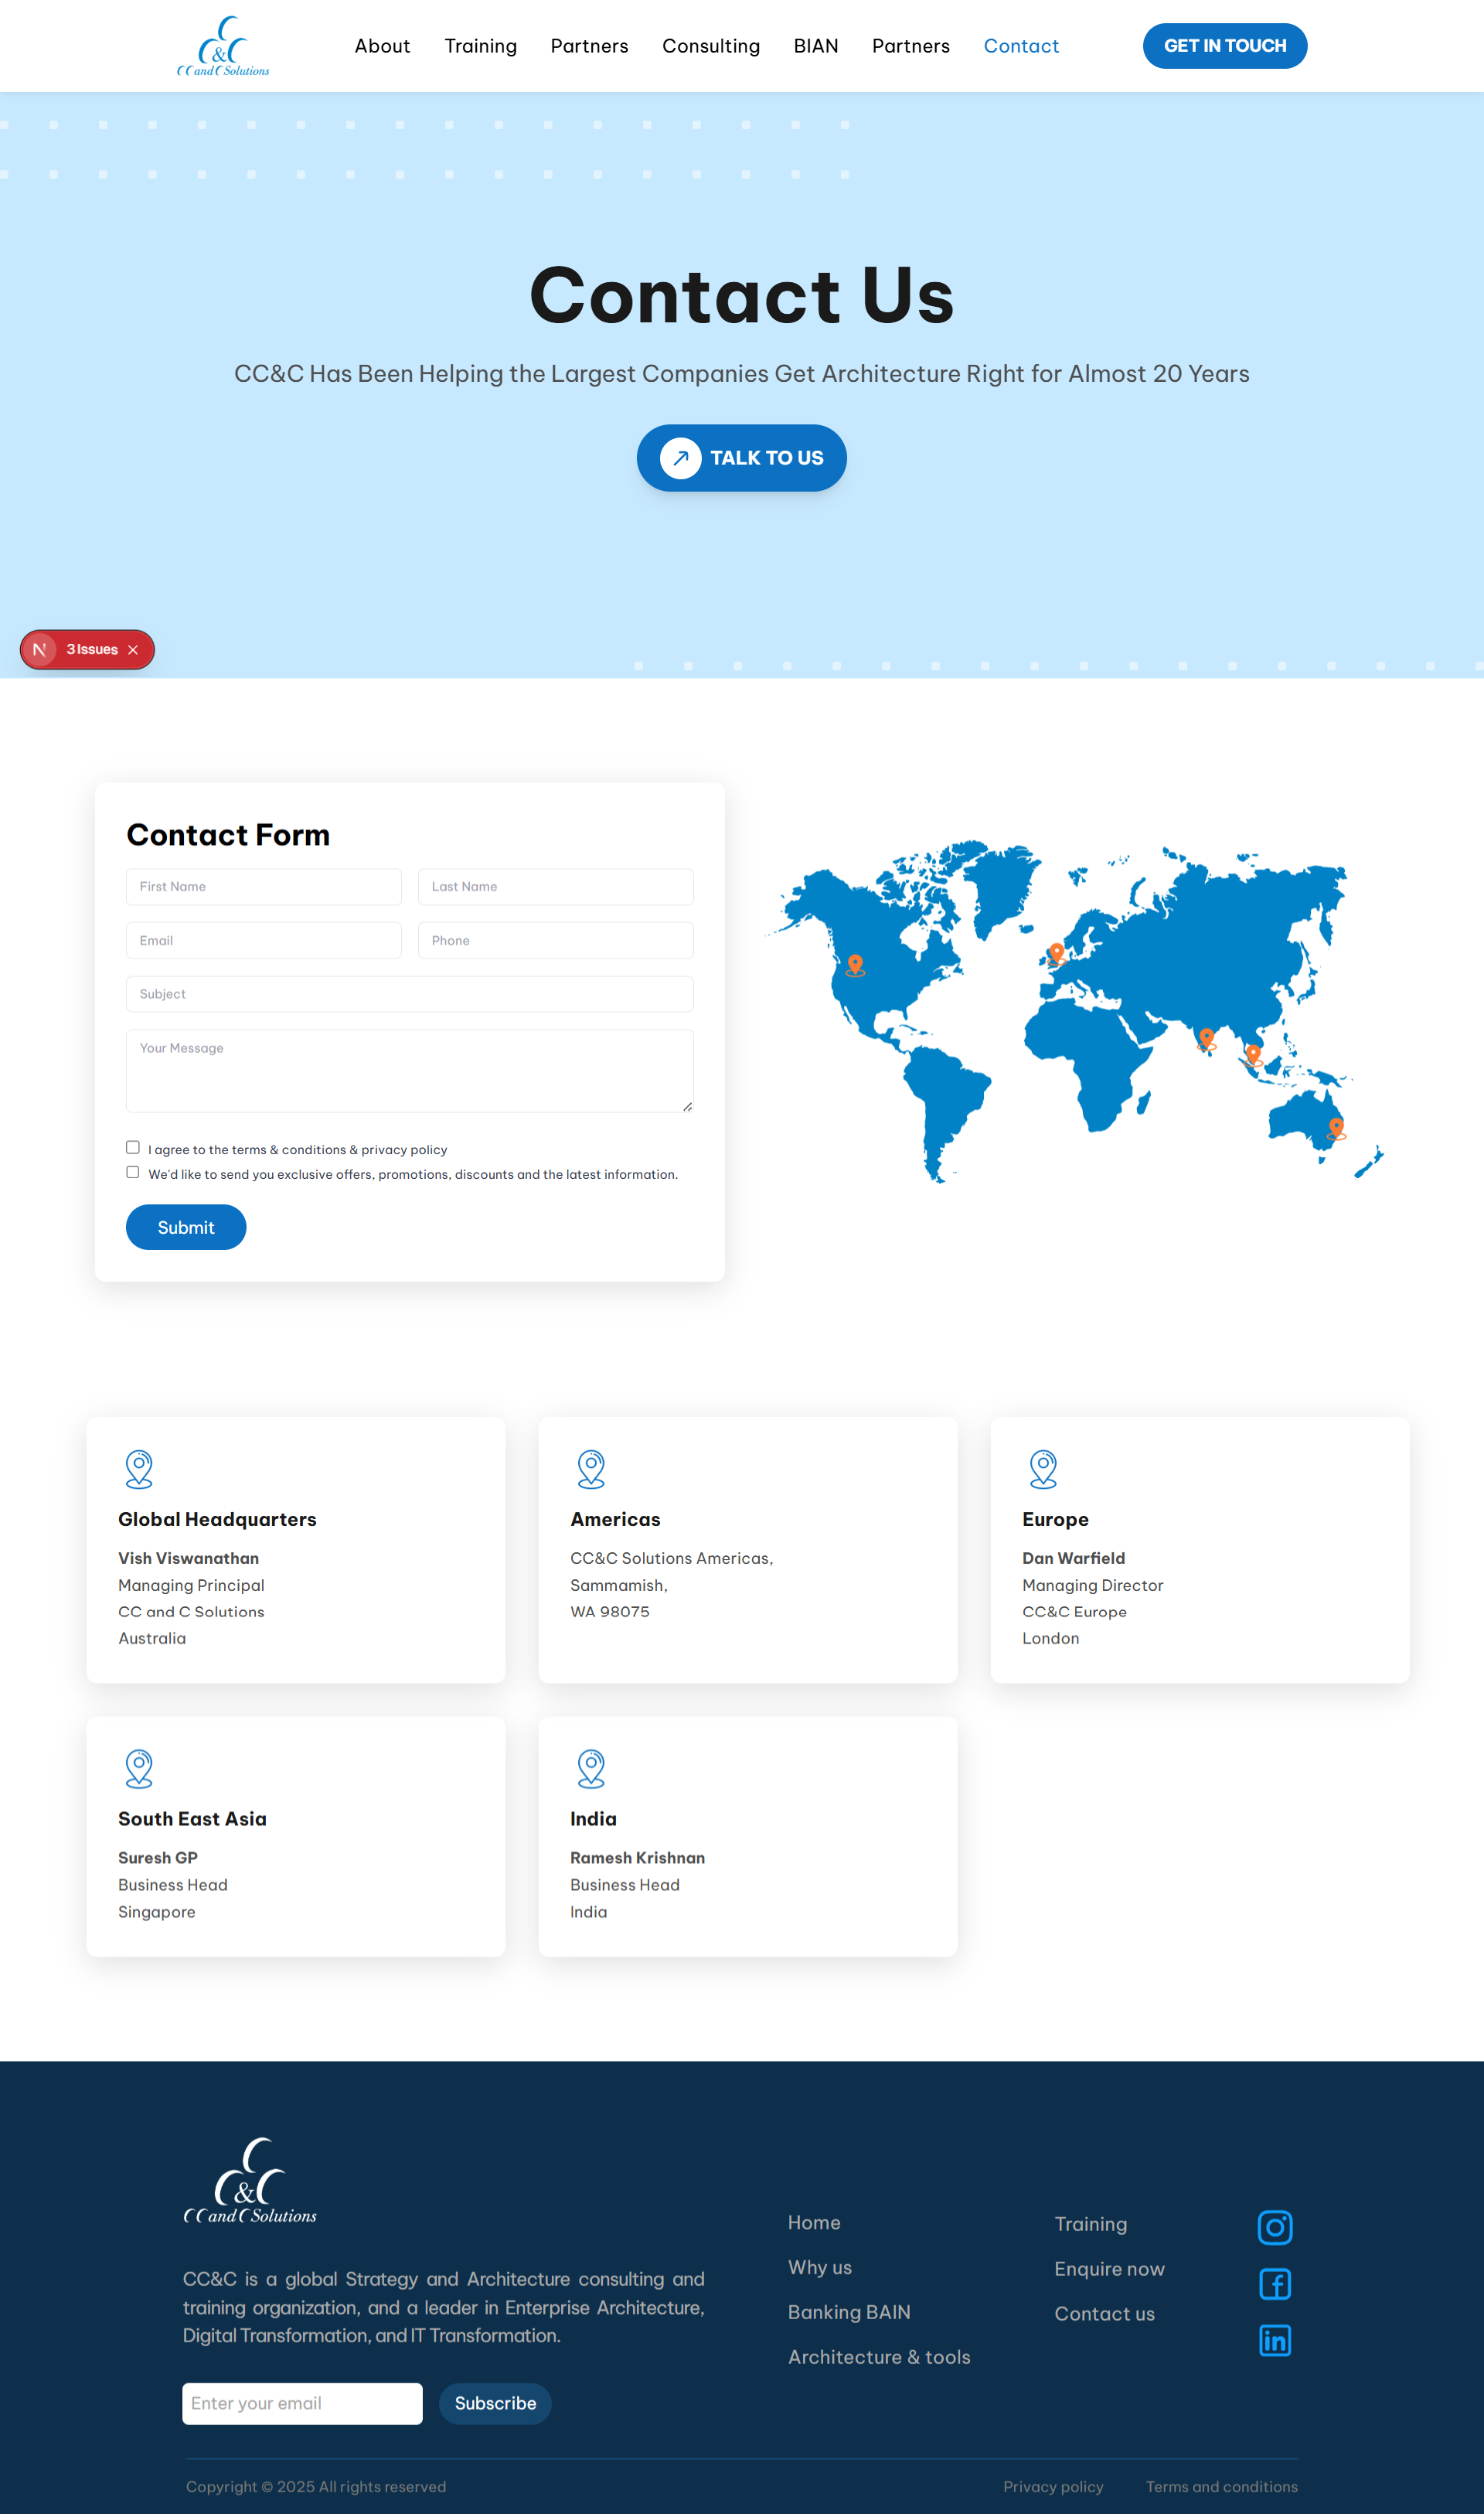 C
C & C
C C and C Solutions
About Training Partners Consulting BIAN Partners Contact GET IN TOUCH
Contact Us
CC&C Has Been Helping the Largest Companies Get Architecture Right for Almost 20 Years
TALK TO US
N 3 Issues
Contact Form
First Name Last Name
Email Phone
Subject
Your Message
I agree to the terms & conditions & privacy policy
We'd like to send you exclusive offers, promotions, discounts and the latest information.
Submit
Global Headquarters
Vish Viswanathan
Managing Principal
CC and C Solutions
Australia
Americas
CC&C Solutions Americas,
Sammamish,
WA 98075
Europe
Dan Warfield
Managing Director
CC&C Europe
London
South East Asia
Suresh GP
Business Head
Singapore
India
Ramesh Krishnan
Business Head
India
C
C & C
C C and C Solutions
CC&C is a global Strategy and Architecture consulting and
training organization, and a leader in Enterprise Architecture,
Digital Transformation, and IT Transformation.
Enter your email Subscribe
Home
Why us
Banking BAIN
Architecture & tools
Training
Enquire now
Contact us
in
Copyright © 2025 All rights reserved
Privacy policy Terms and conditions